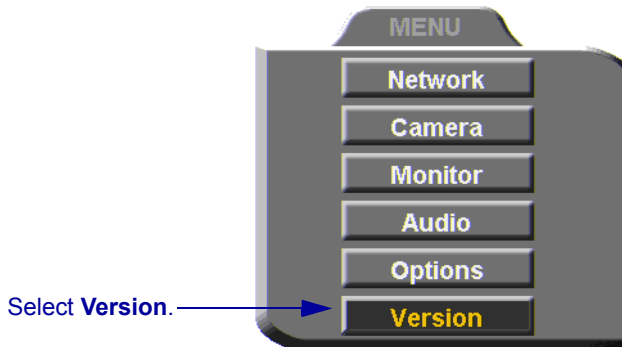 MENU
Network
Camera
Monitor
Audio
Options
Select Version.
Version